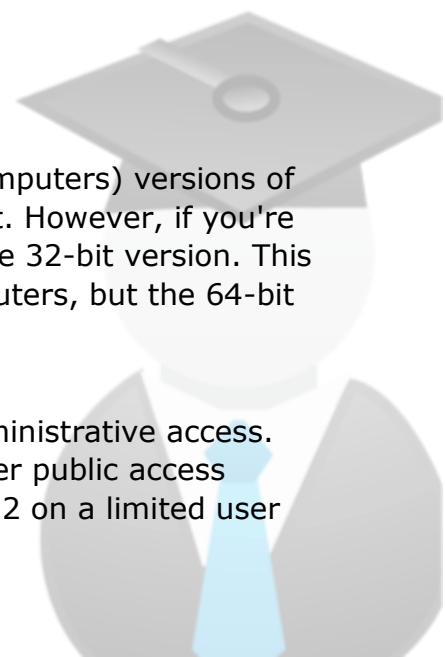 mputers) versions of
t. However, if you're
e 32-bit version. This
uters, but the 64-bit
ministrative access.
er public access
2 on a limited user